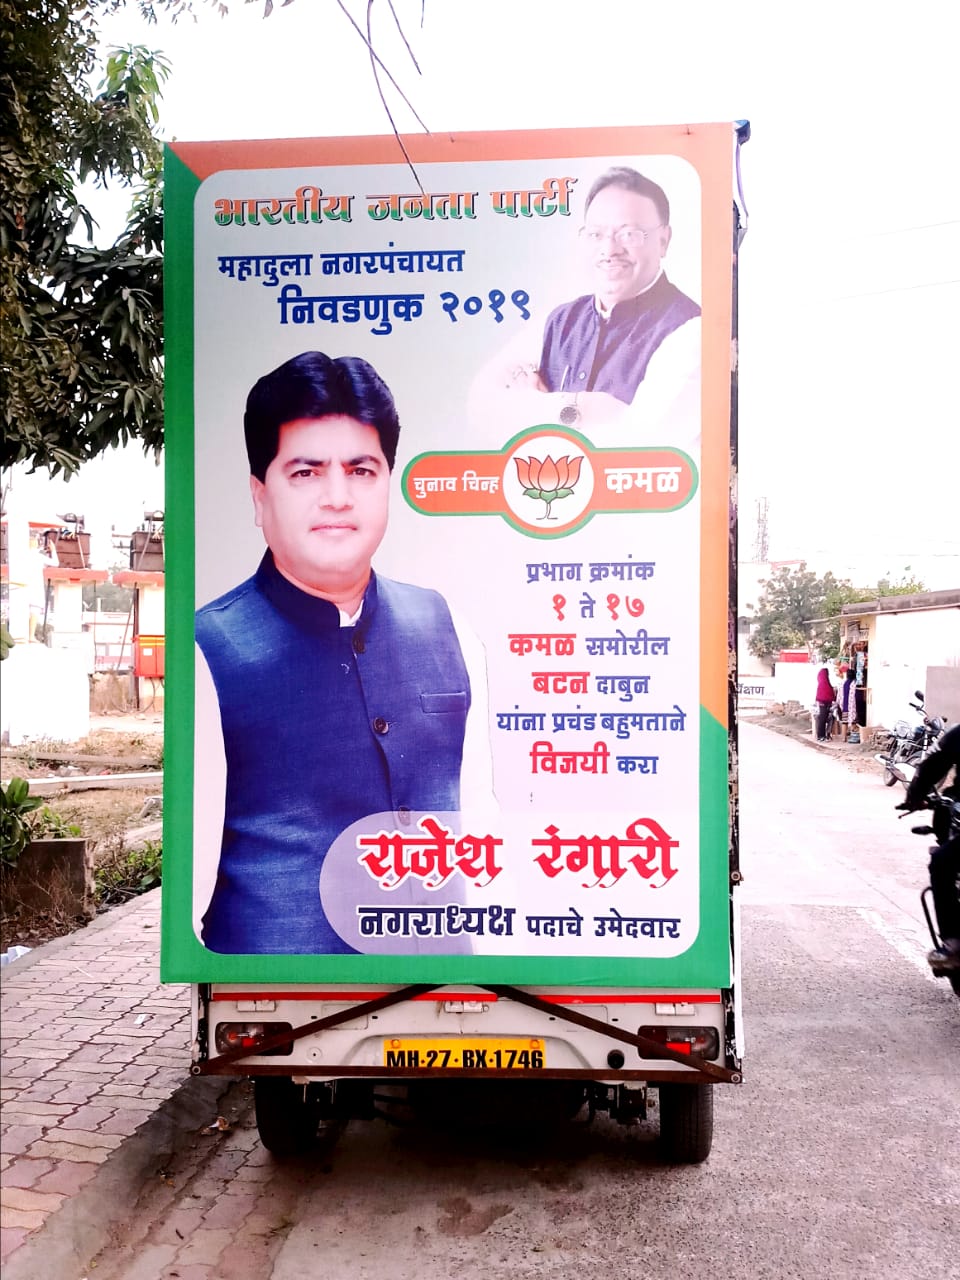 भारतीय जनता पार्टी
महादुला नगरपंचायत
निवडणुक २०१९
चुनाव चिन्ह कमळ
प्रभाग क्रमांक
१ ते १७
कमळ समोरील
बटन दाबुन
यांना प्रचंड बहुमताने
विजयी करा
राजेश रंगारी
नगराध्यक्ष पदाचे उमेदवार
MH·27·BX·1746